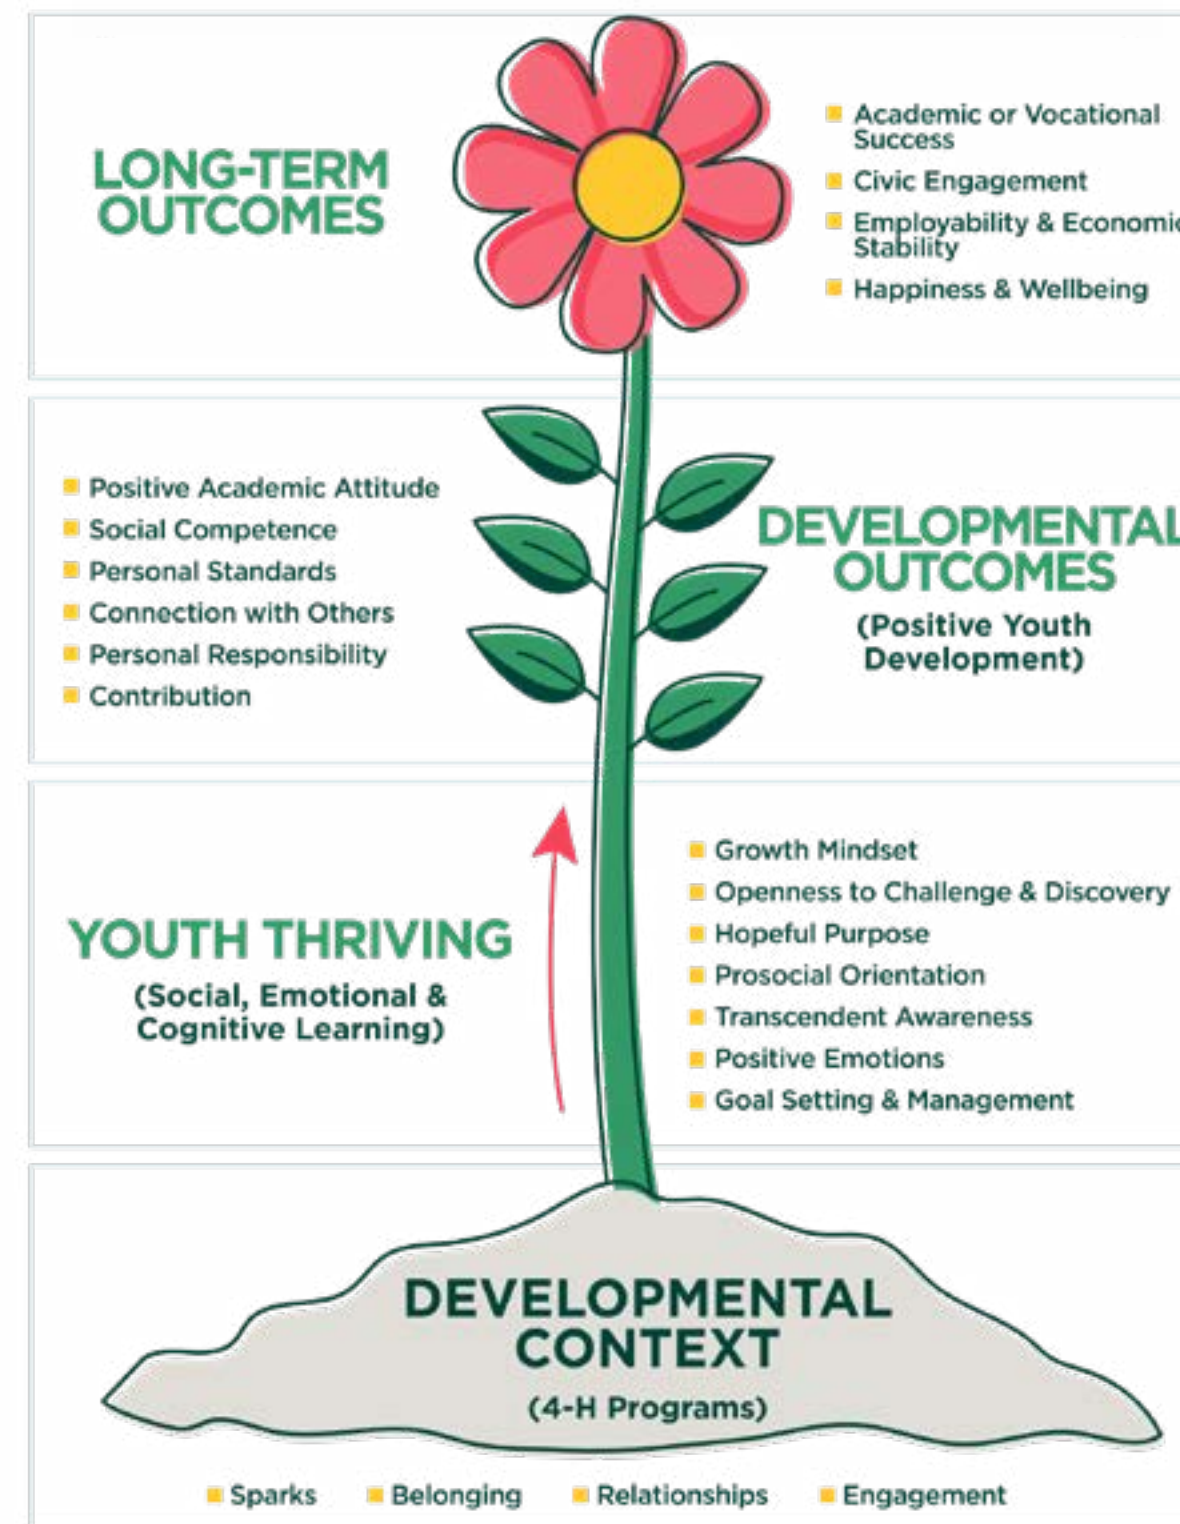 LONG-TERM
OUTCOMES
Academic or Vocational
Success
Civic Engagement
Employability & Economic
Stability
Happiness & Wellbeing
Positive Academic Attitude
Social Competence
Personal Standards
Connection with Others
Personal Responsibility
Contribution
DEVELOPMENTAL
OUTCOMES
(Positive Youth
Development)
YOUTH THRIVING
(Social, Emotional &
Cognitive Learning)
Growth Mindset
Openness to Challenge & Discovery
Hopeful Purpose
Prosocial Orientation
Transcendent Awareness
Positive Emotions
Goal Setting & Management
DEVELOPMENTAL
CONTEXT
(4-H Programs)
Sparks Belonging Relationships Engagement